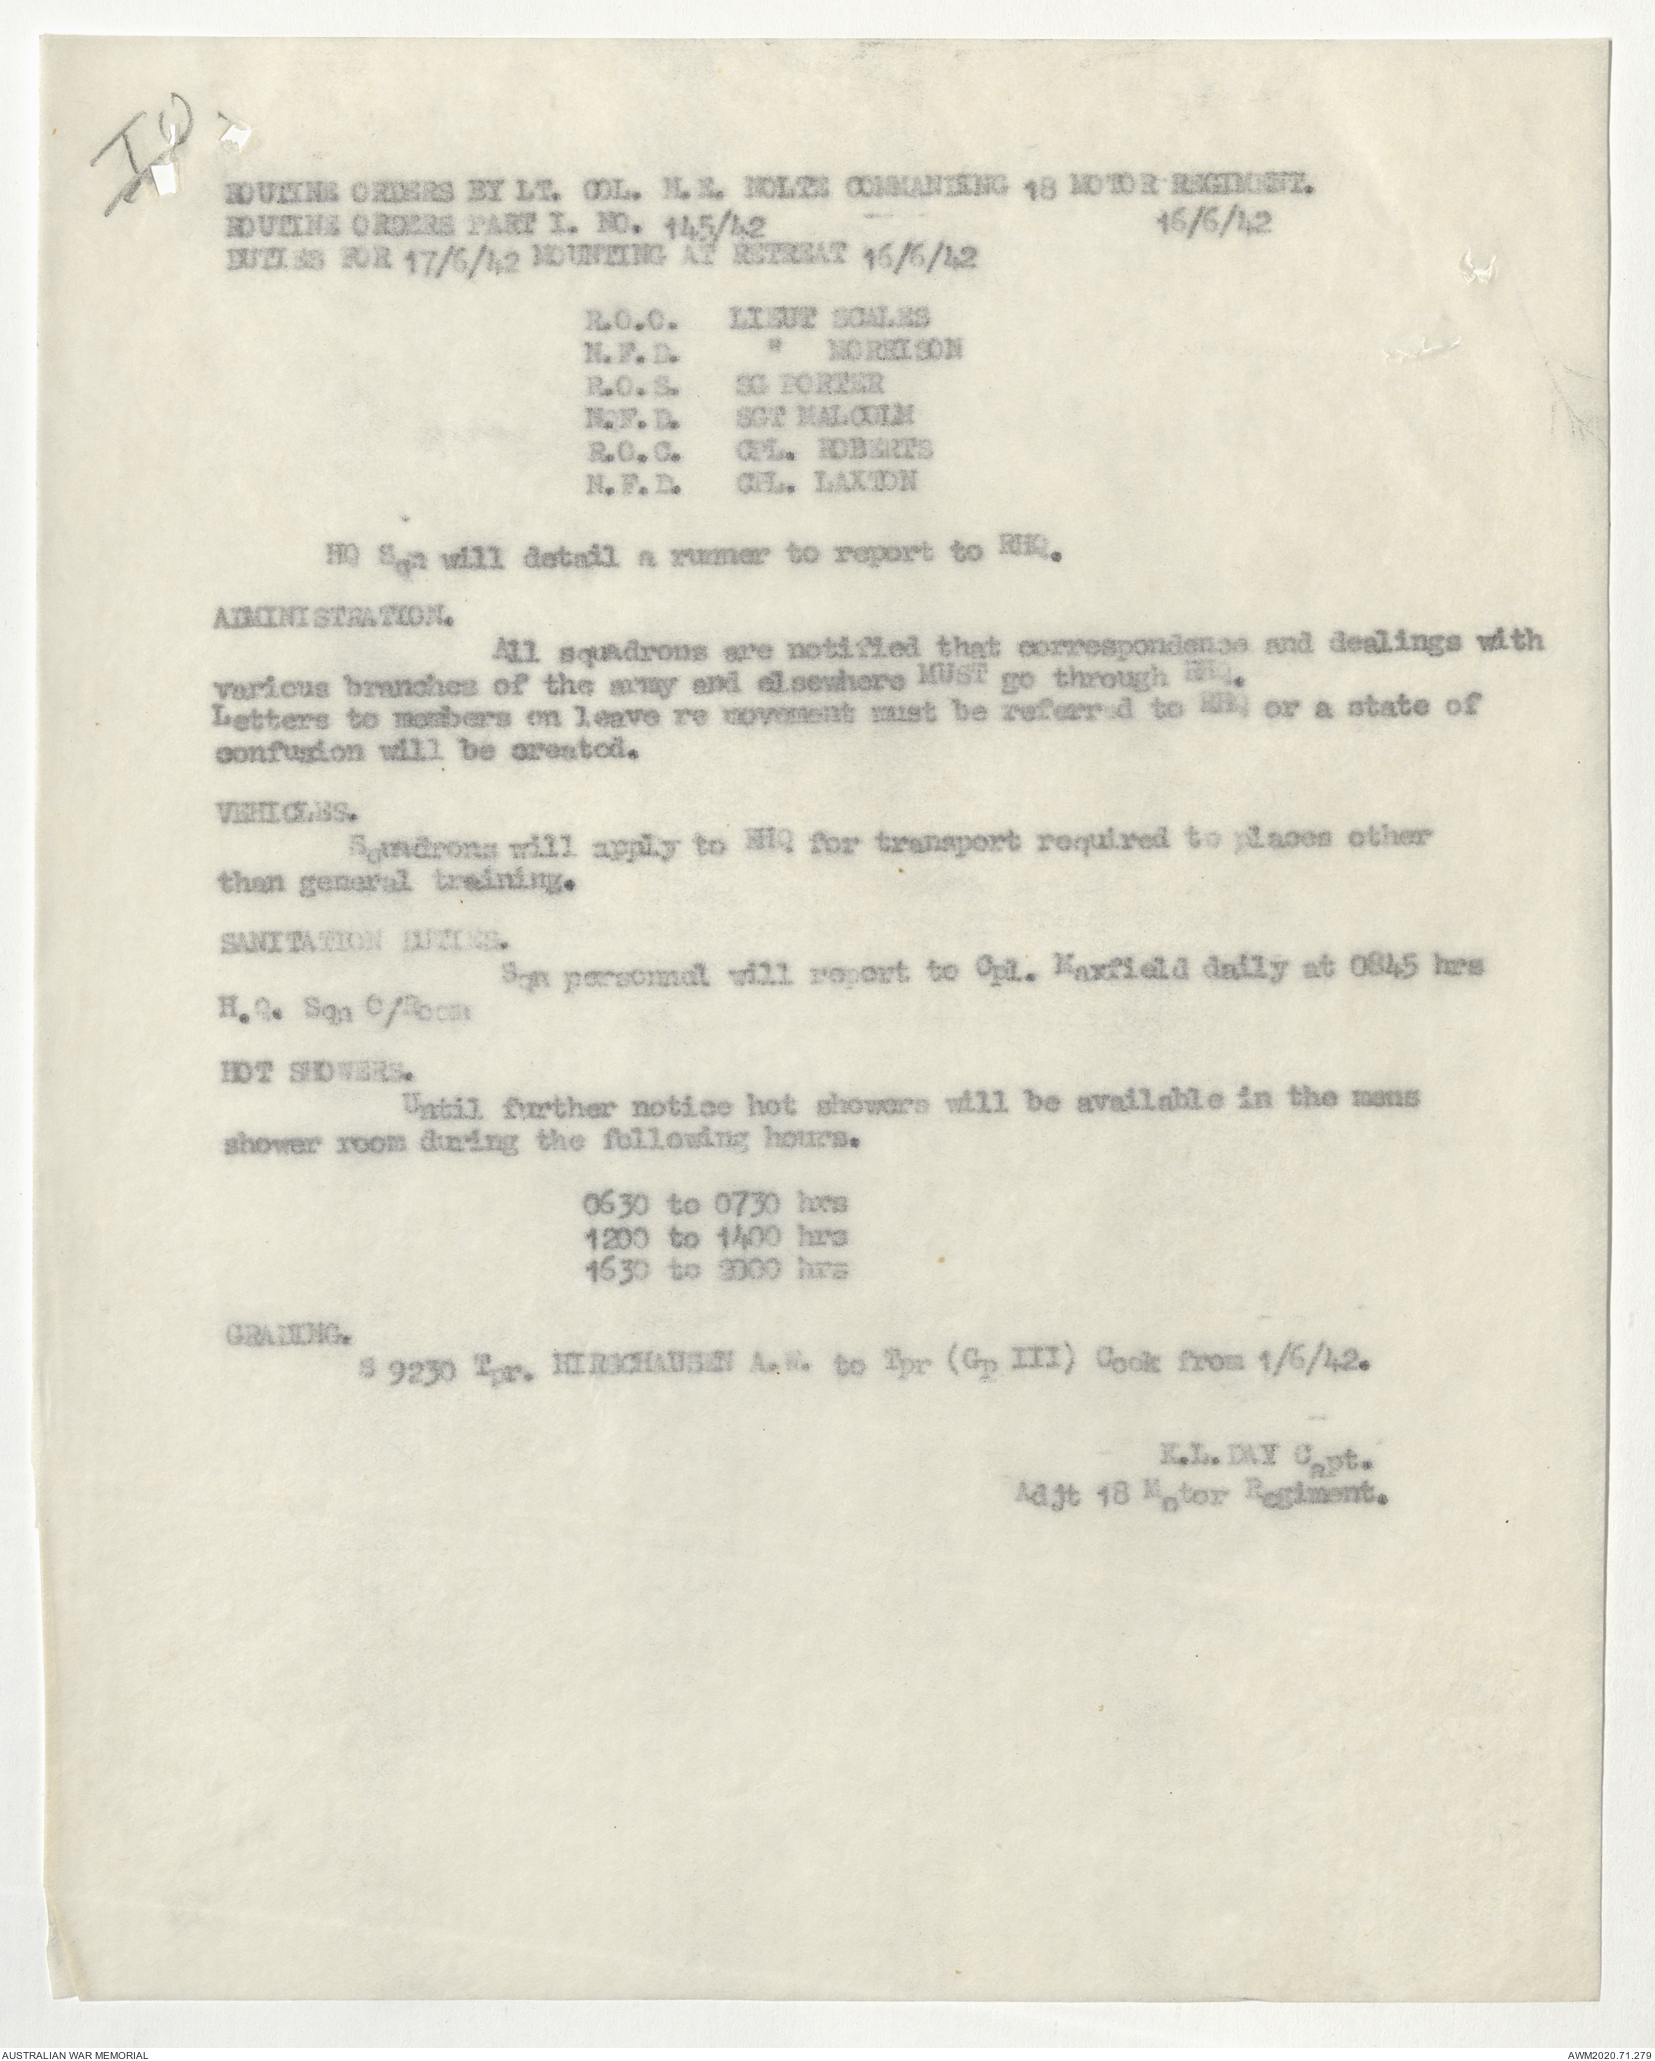 IO
ROUTINE ORDERS BY LT. COL. M. E. NOLTE COMMANDING 18 MOTOR REGIMENT.
ROUTINE ORDERS PART I. NO. 145/42 16/6/42
DUTIES FOR 17/6/42 MOUNTING AT RETREAT 16/6/42
R.O.O. LIEUT SCALES
N.F.D. " MORRISON
R.O.S. SG PORTER
N.F.D. SGT MALCOLM
R.O.C. CPL. ROBERTS
N.F.D. CPL. LAXTON
HQ Sqn will detail a runner to report to RHQ.
ADMINISTRATION.
All squadrons are notified that correspondence and dealings with
various branches of the army and elsewhere MUST go through RHQ.
Letters to members on leave re movement must be referred to RHQ or a state of
confusion will be created.
VEHICLES.
Squadrons will apply to RHQ for transport required to places other
than general training.
SANITATION DUTIES.
Sqn personnal will report to Cpl. Maxfield daily at 0845 hrs
H.Q. Sqn O/Room
HOT SHOWERS.
Until further notice hot showers will be available in the mens
shower room during the following hours.
0630 to 0730 hrs
1200 to 1400 hrs
1630 to 2000 hrs
GRADING.
S 9230 Tpr. HIRSCHAUSEN A.W. to Tpr (Gp III) Cook from 1/6/42.
K.L.DAY Capt.
Adjt 18 Motor Regiment.
AUSTRALIAN WAR MEMORIAL AWM2020.71.279